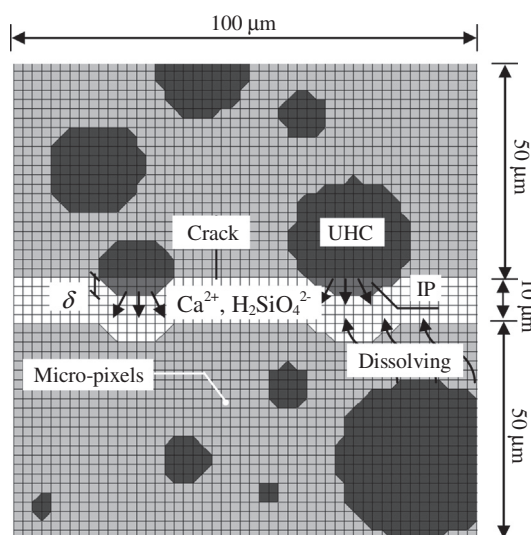 100 μm
50 μm
Crack
UHC
δ
Ca²⁺, H₂SiO₄²⁻
IP
10 μm
Dissolving
Micro-pixels
50 μm